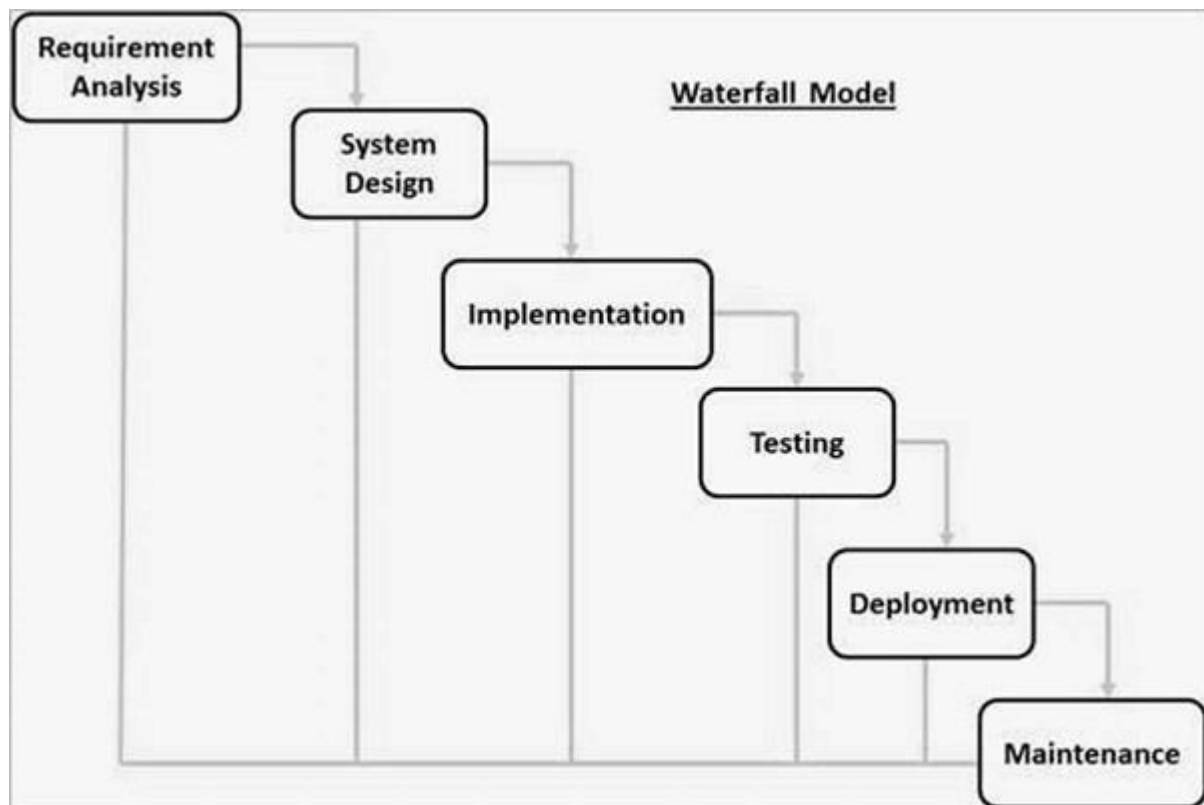 Requirement
Analysis
Waterfall Model
System
Design
Implementation
Testing
Deployment
Maintenance